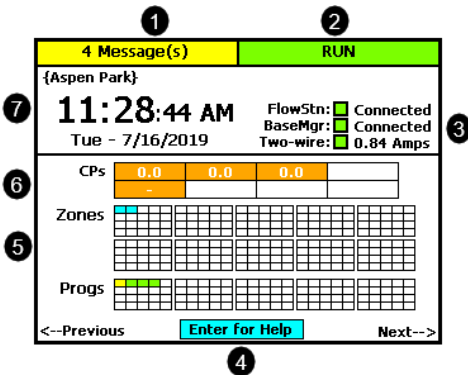 1 2
4 Message(s) RUN
{Aspen Park}
7 11:28:44 AM FlowStn: Connected
BaseMgr: Connected 3
Tue - 7/16/2019 Two-wire: 0.84 Amps
6 CPs 0.0 0.0 0.0
-
Zones
5
Progs
<--Previous Enter for Help Next-->
4